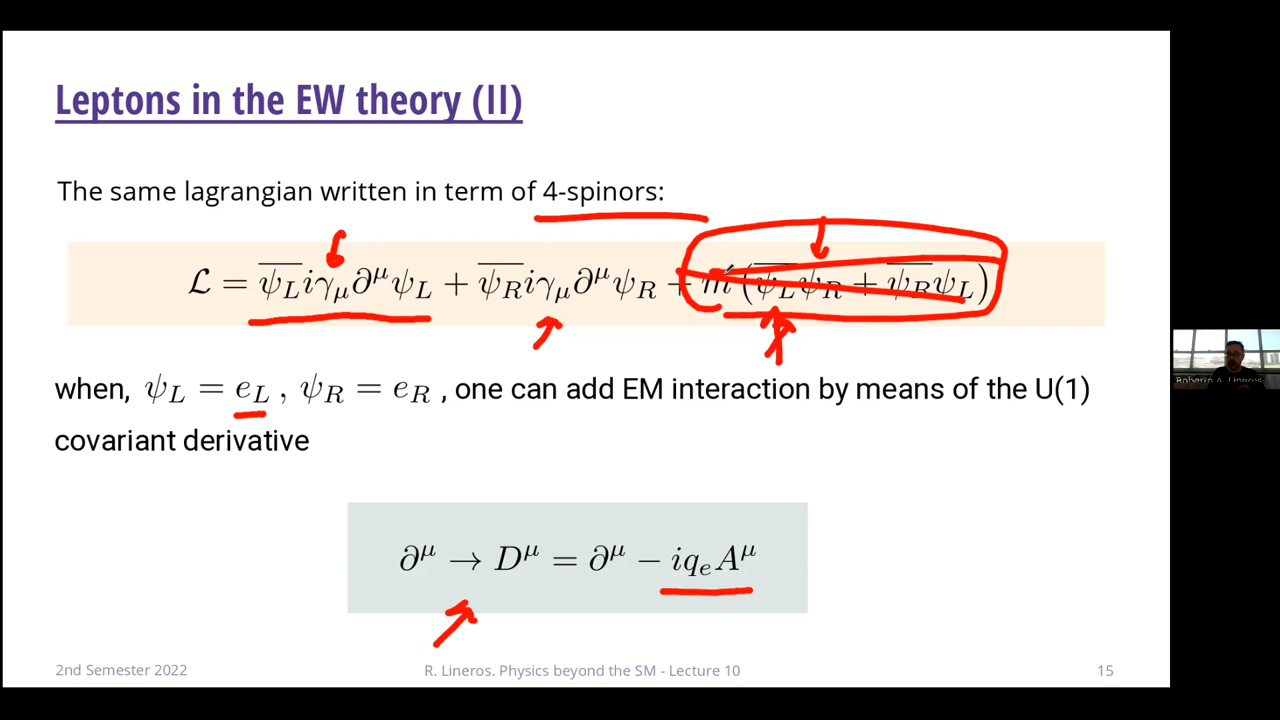 Leptons in the EW theory (II)
The same lagrangian written in term of 4-spinors:
ℒ = \overline{ψ_L} iγ_μ ∂^μ ψ_L + \overline{ψ_R} iγ_μ ∂^μ ψ_R + m (\overline{ψ_L} ψ_R + \overline{ψ_R} ψ_L)
when, ψ_L = e_L , ψ_R = e_R , one can add EM interaction by means of the U(1)
covariant derivative
∂^μ → D^μ = ∂^μ − iq_e A^μ
2nd Semester 2022 R. Lineros. Physics beyond the SM - Lecture 10 15
Roberto A. Lineros